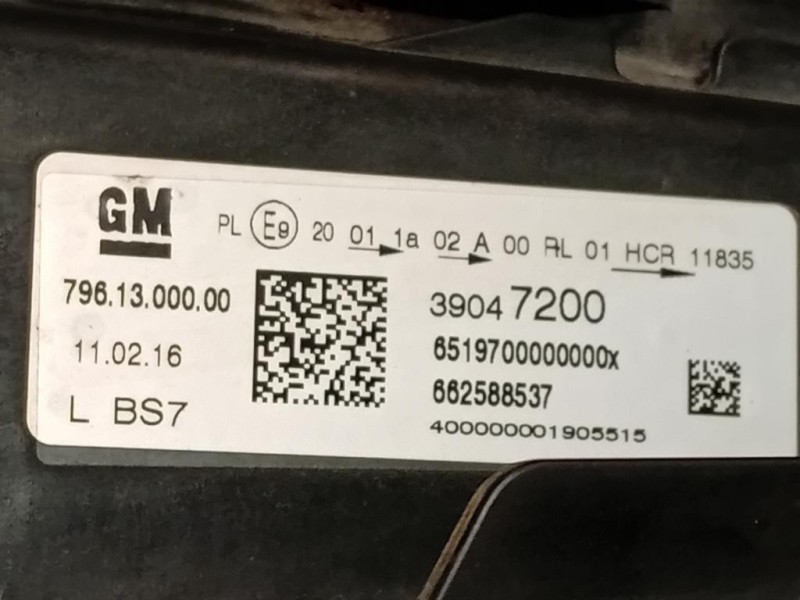 GM PL E9 20 01 1a 02 A 00 RL 01 HCR 11835
796.13.000.00
39047200
11.02.16
6519700000000x
662588537
L BS7
400000001905515